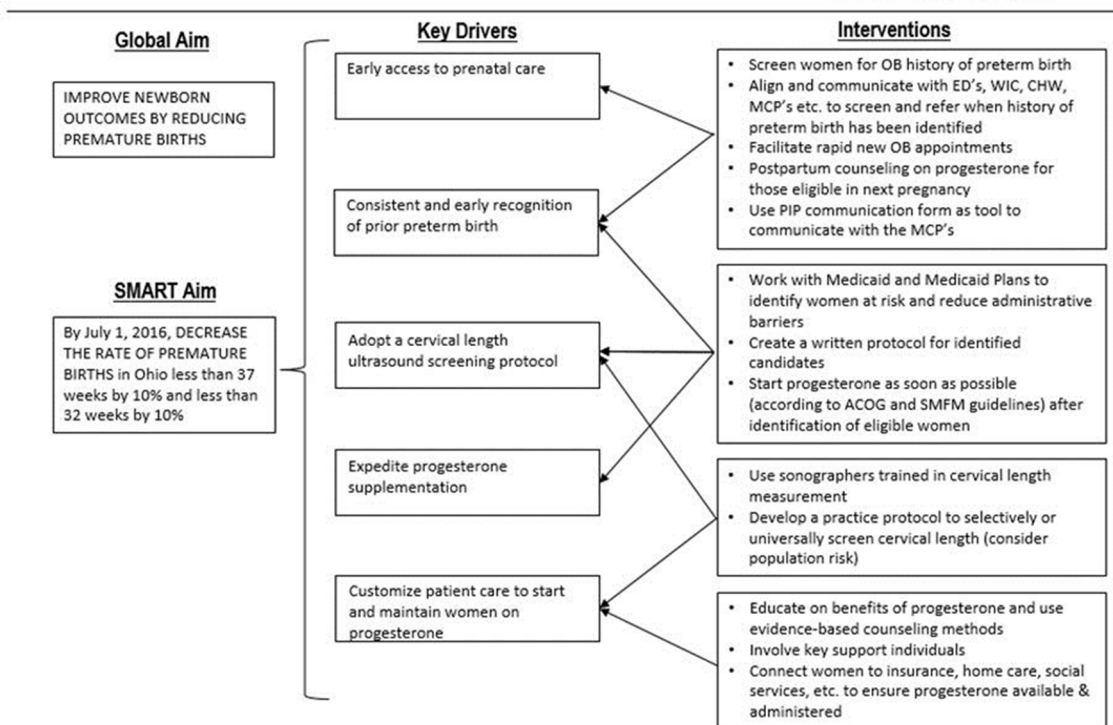 Global Aim
IMPROVE NEWBORN
OUTCOMES BY REDUCING
PREMATURE BIRTHS
SMART Aim
By July 1, 2016, DECREASE
THE RATE OF PREMATURE
BIRTHS in Ohio less than 37
weeks by 10% and less than
32 weeks by 10%
Key Drivers
Early access to prenatal care
Consistent and early recognition
of prior preterm birth
Adopt a cervical length
ultrasound screening protocol
Expedite progesterone
supplementation
Customize patient care to start
and maintain women on
progesterone
Interventions
• Screen women for OB history of preterm birth
• Align and communicate with ED's, WIC, CHW,
MCP's etc. to screen and refer when history of
preterm birth has been identified
• Facilitate rapid new OB appointments
• Postpartum counseling on progesterone for
those eligible in next pregnancy
• Use PIP communication form as tool to
communicate with the MCP's
• Work with Medicaid and Medicaid Plans to
identify women at risk and reduce administrative
barriers
• Create a written protocol for identified
candidates
• Start progesterone as soon as possible
(according to ACOG and SMFM guidelines) after
identification of eligible women
• Use sonographers trained in cervical length
measurement
• Develop a practice protocol to selectively or
universally screen cervical length (consider
population risk)
• Educate on benefits of progesterone and use
evidence-based counseling methods
• Involve key support individuals
• Connect women to insurance, home care, social
services, etc. to ensure progesterone available &
administered